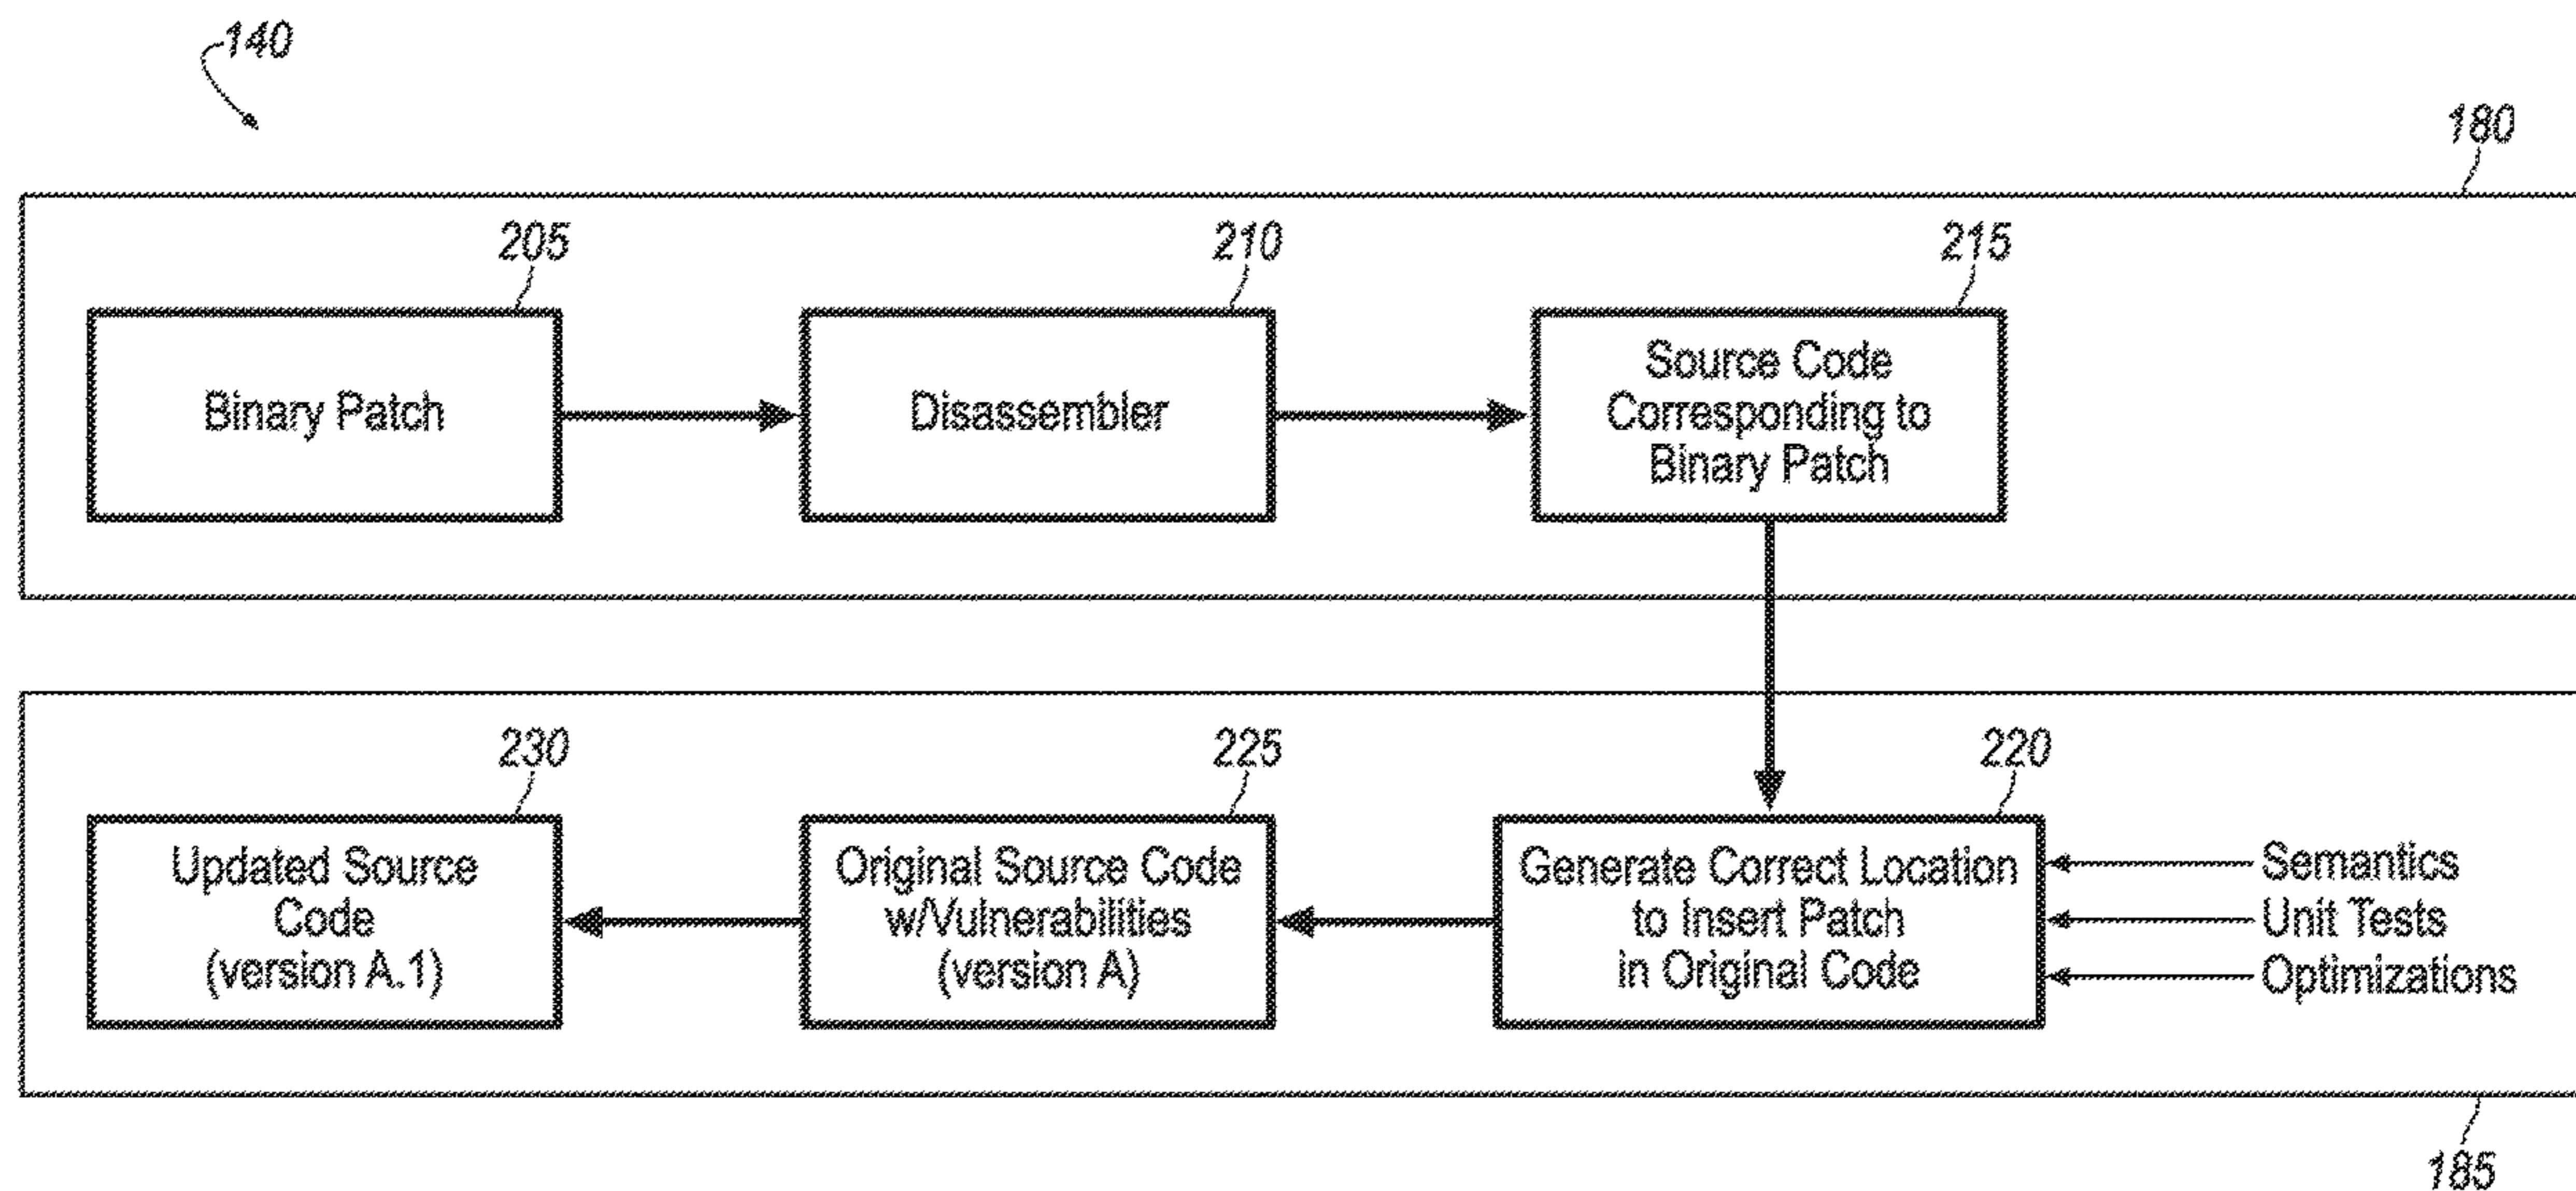 140
180
205
210
215
Binary Patch
Disassembler
Source Code
Corresponding to
Binary Patch
230
225
220
Updated Source
Code
(version A.1)
Original Source Code
w/Vulnerabilities
(version A)
Generate Correct Location
to Insert Patch
in Original Code
Semantics
Unit Tests
Optimizations
185